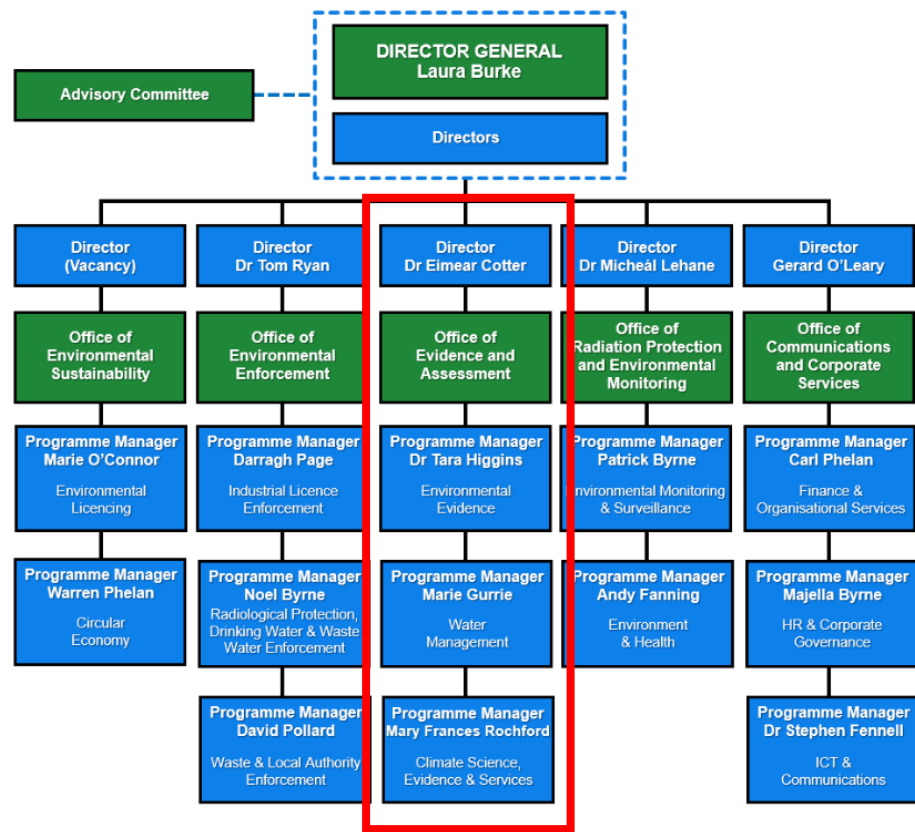 DIRECTOR GENERAL
Laura Burke
Advisory Committee
Directors
Director
(Vacancy)
Office of
Environmental
Sustainability
Programme Manager
Marie O'Connor
Environmental
Licencing
Programme Manager
Warren Phelan
Circular
Economy
Director
Dr Tom Ryan
Office of
Environmental
Enforcement
Programme Manager
Darragh Page
Industrial Licence
Enforcement
Programme Manager
Noel Byrne
Radiological Protection,
Drinking Water & Waste
Water Enforcement
Programme Manager
David Pollard
Waste & Local Authority
Enforcement
Director
Dr Eimear Cotter
Office of
Evidence and
Assessment
Programme Manager
Dr Tara Higgins
Environmental
Evidence
Programme Manager
Marie Gurrie
Water
Management
Programme Manager
Mary Frances Rochford
Climate Science,
Evidence & Services
Director
Dr Micheál Lehane
Office of
Radiation Protection
and Environmental
Monitoring
Programme Manager
Patrick Byrne
Environmental Monitoring
& Surveillance
Programme Manager
Andy Fanning
Environment
& Health
Director
Gerard O'Leary
Office of
Communications
and Corporate
Services
Programme Manager
Carl Phelan
Finance &
Organisational Services
Programme Manager
Majella Byrne
HR & Corporate
Governance
Programme Manager
Dr Stephen Fennell
ICT &
Communications